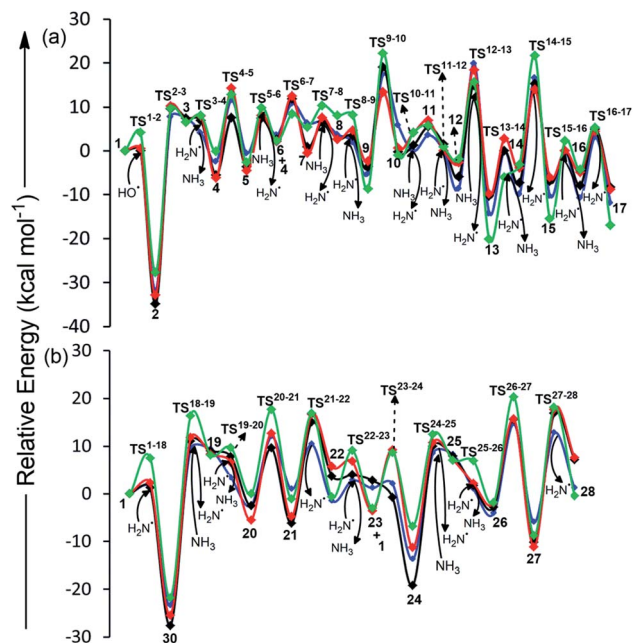 Relative Energy (kcal mol⁻¹)
(a)
30
20
10
0
-10
-20
-30
-40
1
TS¹⁻²
HO•
2
TS²⁻³
3
H₂N•
NH₃
TS³⁻⁴
4
TS⁴⁻⁵
5
TS⁵⁻⁶
NH₃
H₂N•
6
+
4
TS⁶⁻⁷
7
TS⁷⁻⁸
H₂N•
8
NH₃
H₂N•
TS⁸⁻⁹
NH₃
9
TS⁹⁻¹⁰
10
TS¹⁰⁻¹¹
H₂N•
NH₃
11
H₂N•
TS¹¹⁻¹²
NH₃
12
TS¹²⁻¹³
H₂N•
13
TS¹³⁻¹⁴
NH₃
H₂N•
14
NH₃
TS¹⁴⁻¹⁵
H₂N•
15
TS¹⁵⁻¹⁶
NH₃
H₂N•
16
NH₃
TS¹⁶⁻¹⁷
H₂N•
17
(b)
30
20
10
0
-10
-20
-30
1
TS¹⁻¹⁸
H₂N•
30
TS¹⁸⁻¹⁹
NH₃
19
H₂N•
TS¹⁹⁻²⁰
NH₃
20
TS²⁰⁻²¹
21
TS²¹⁻²²
H₂N•
22
H₂N•
NH₃
TS²²⁻²³
NH₃
23
+
1
TS²³⁻²⁴
24
TS²⁴⁻²⁵
H₂N•
NH₃
25
H₂N•
TS²⁵⁻²⁶
NH₃
26
TS²⁶⁻²⁷
27
TS²⁷⁻²⁸
H₂N•
28